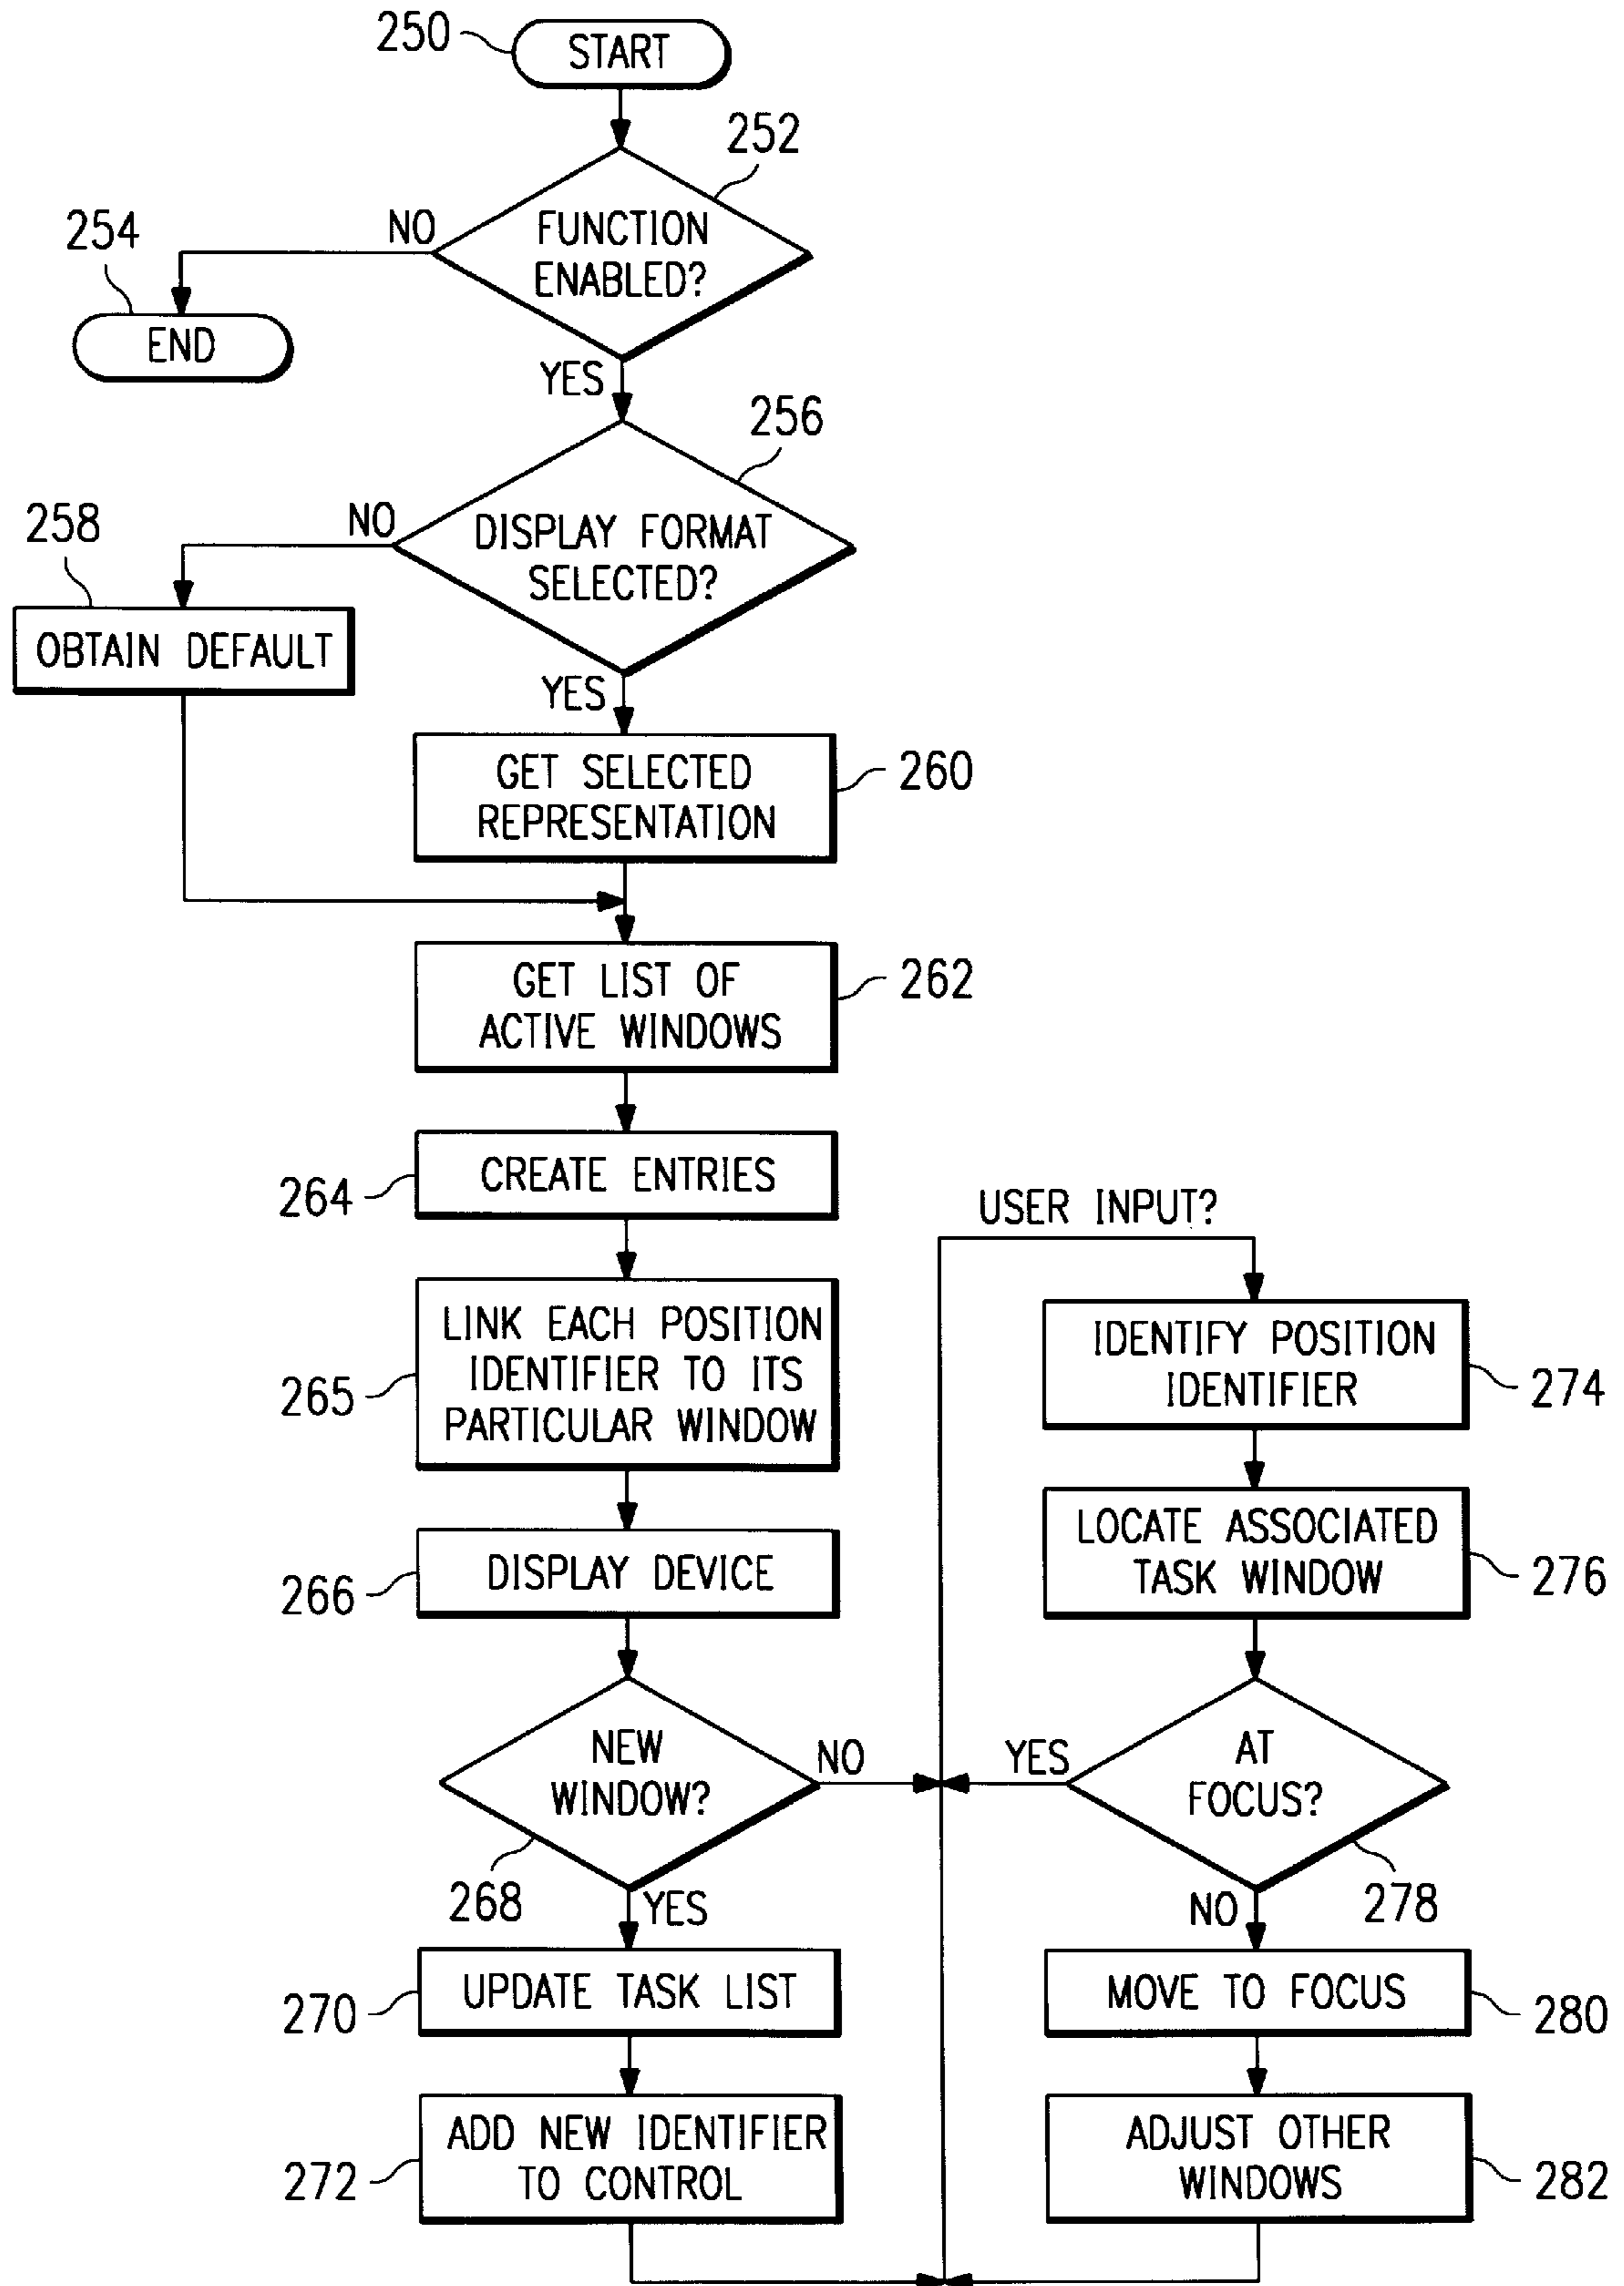 250
START
252
FUNCTION
ENABLED?
NO
254
END
YES
256
DISPLAY FORMAT
SELECTED?
NO
258
OBTAIN DEFAULT
YES
GET SELECTED
REPRESENTATION
260
GET LIST OF
ACTIVE WINDOWS
262
CREATE ENTRIES
264
LINK EACH POSITION
IDENTIFIER TO ITS
PARTICULAR WINDOW
265
DISPLAY DEVICE
266
NEW
WINDOW?
NO
268
YES
UPDATE TASK LIST
270
ADD NEW IDENTIFIER
TO CONTROL
272
USER INPUT?
IDENTIFY POSITION
IDENTIFIER
274
LOCATE ASSOCIATED
TASK WINDOW
276
AT
FOCUS?
YES
278
NO
MOVE TO FOCUS
280
ADJUST OTHER
WINDOWS
282